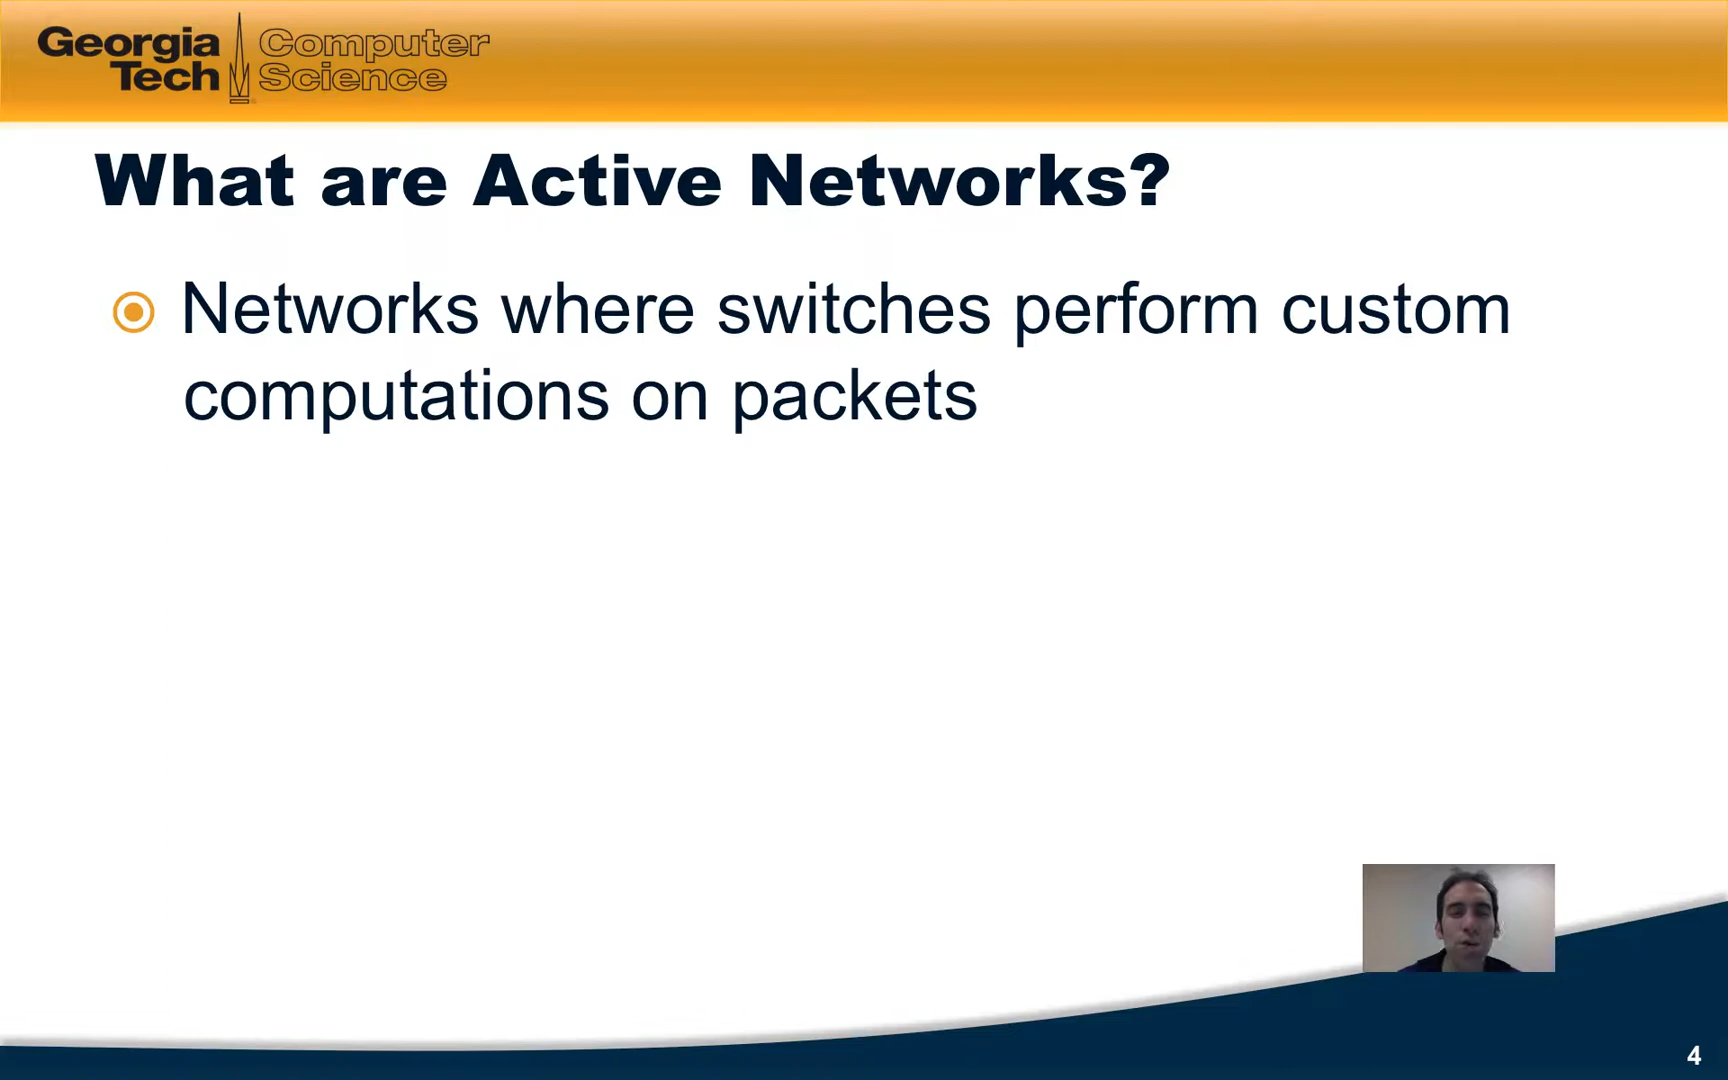 Georgia Tech
Computer Science
What are Active Networks?
Networks where switches perform custom
computations on packets
4